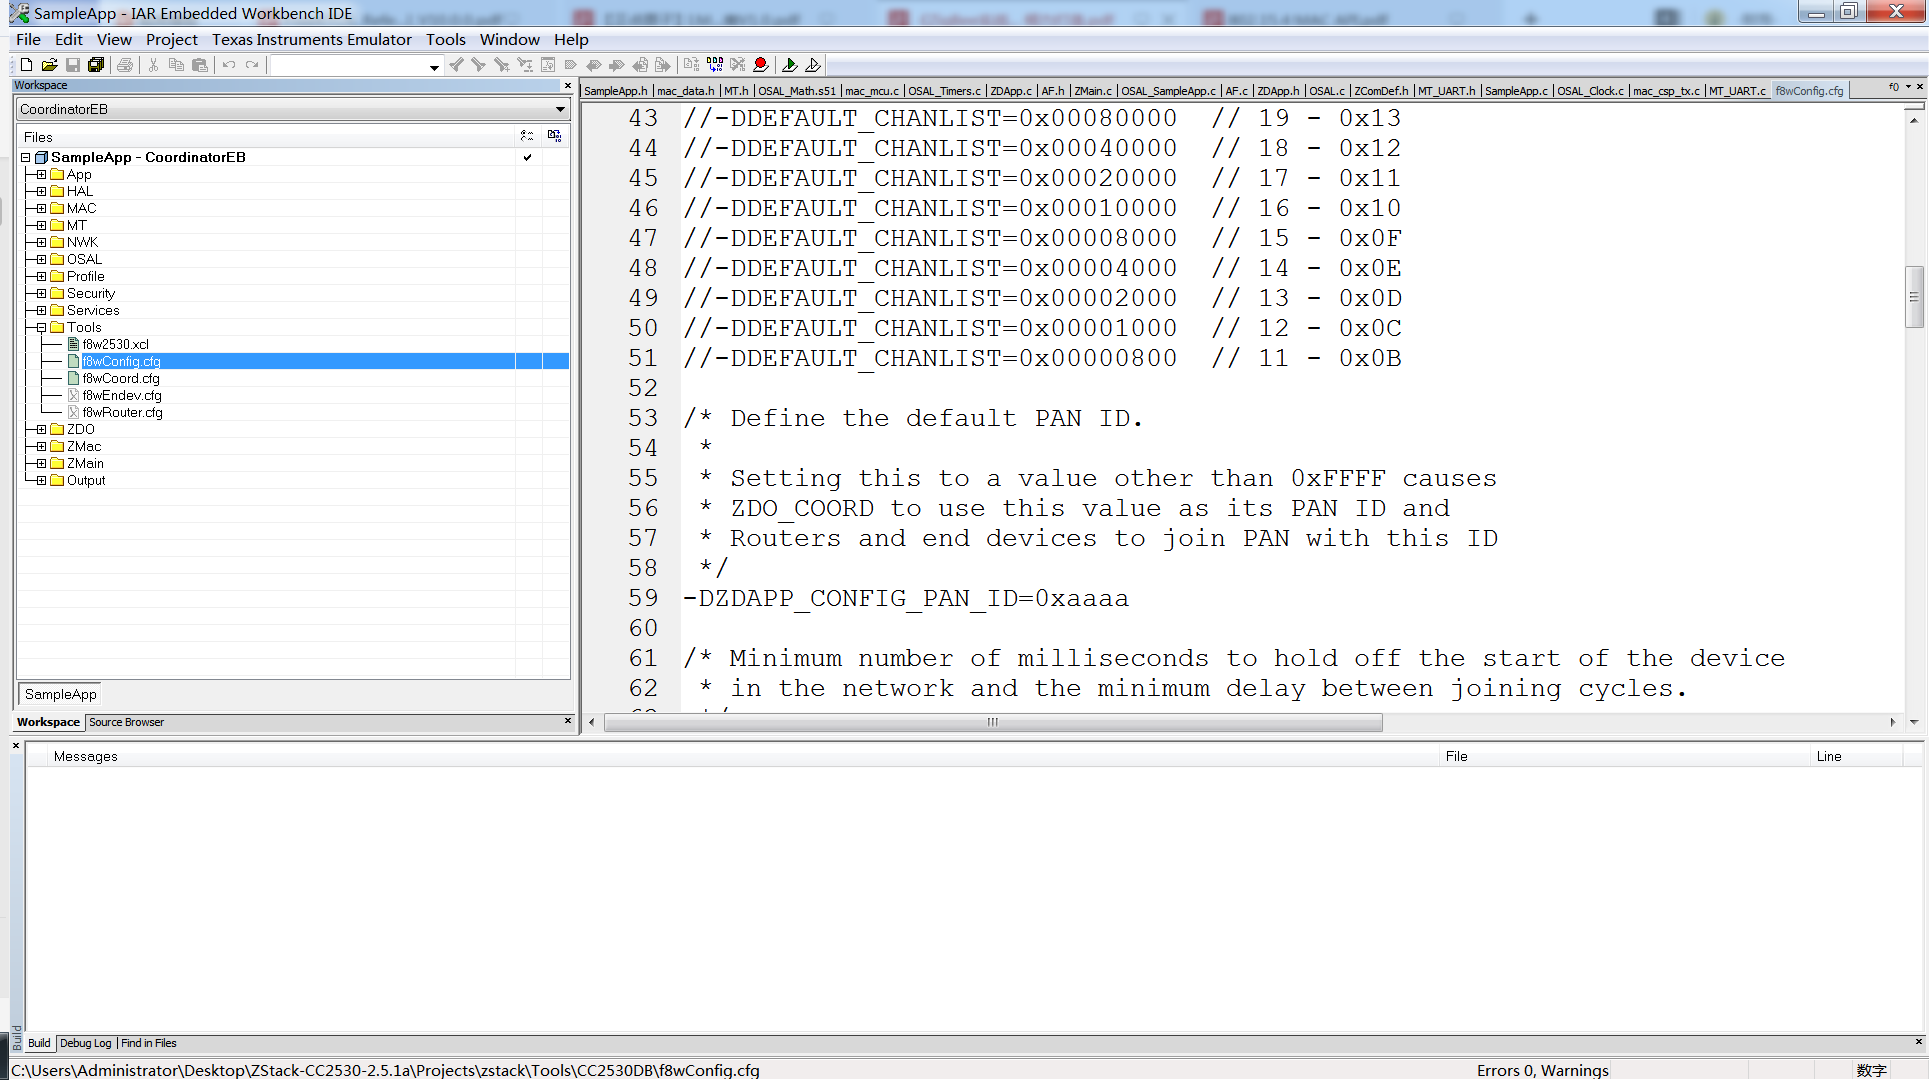 SampleApp - IAR Embedded Workbench IDE
File Edit View Project Texas Instruments Emulator Tools Window Help
Workspace
CoordinatorEB
Files
SampleApp - CoordinatorEB
App
HAL
MAC
MT
NWK
OSAL
Profile
Security
Services
Tools
f8w2530.xcl
f8wConfig.cfg
f8wCoord.cfg
f8wEndev.cfg
f8wRouter.cfg
ZDO
ZMac
ZMain
Output
SampleApp
Workspace Source Browser
SampleApp.h mac_data.h MT.h OSAL_Math.s51 mac_mcu.c OSAL_Timers.c ZDApp.c AF.h ZMain.c OSAL_SampleApp.c AF.c ZDApp.h OSAL.c ZComDef.h MT_UART.h SampleApp.c OSAL_Clock.c mac_csp_tx.c MT_UART.c f8wConfig.cfg f0
43 //-DDEFAULT_CHANLIST=0x00080000 // 19 - 0x13
44 //-DDEFAULT_CHANLIST=0x00040000 // 18 - 0x12
45 //-DDEFAULT_CHANLIST=0x00020000 // 17 - 0x11
46 //-DDEFAULT_CHANLIST=0x00010000 // 16 - 0x10
47 //-DDEFAULT_CHANLIST=0x00008000 // 15 - 0x0F
48 //-DDEFAULT_CHANLIST=0x00004000 // 14 - 0x0E
49 //-DDEFAULT_CHANLIST=0x00002000 // 13 - 0x0D
50 //-DDEFAULT_CHANLIST=0x00001000 // 12 - 0x0C
51 //-DDEFAULT_CHANLIST=0x00000800 // 11 - 0x0B
52
53 /* Define the default PAN ID.
54 *
55 * Setting this to a value other than 0xFFFF causes
56 * ZDO_COORD to use this value as its PAN ID and
57 * Routers and end devices to join PAN with this ID
58 */
59 -DZDAPP_CONFIG_PAN_ID=0xaaaa
60
61 /* Minimum number of milliseconds to hold off the start of the device
62 * in the network and the minimum delay between joining cycles.
Messages File Line
Build
Build Debug Log Find in Files
C:\Users\Administrator\Desktop\ZStack-CC2530-2.5.1a\Projects\zstack\Tools\CC2530DB\f8wConfig.cfg Errors 0, Warnings 数字